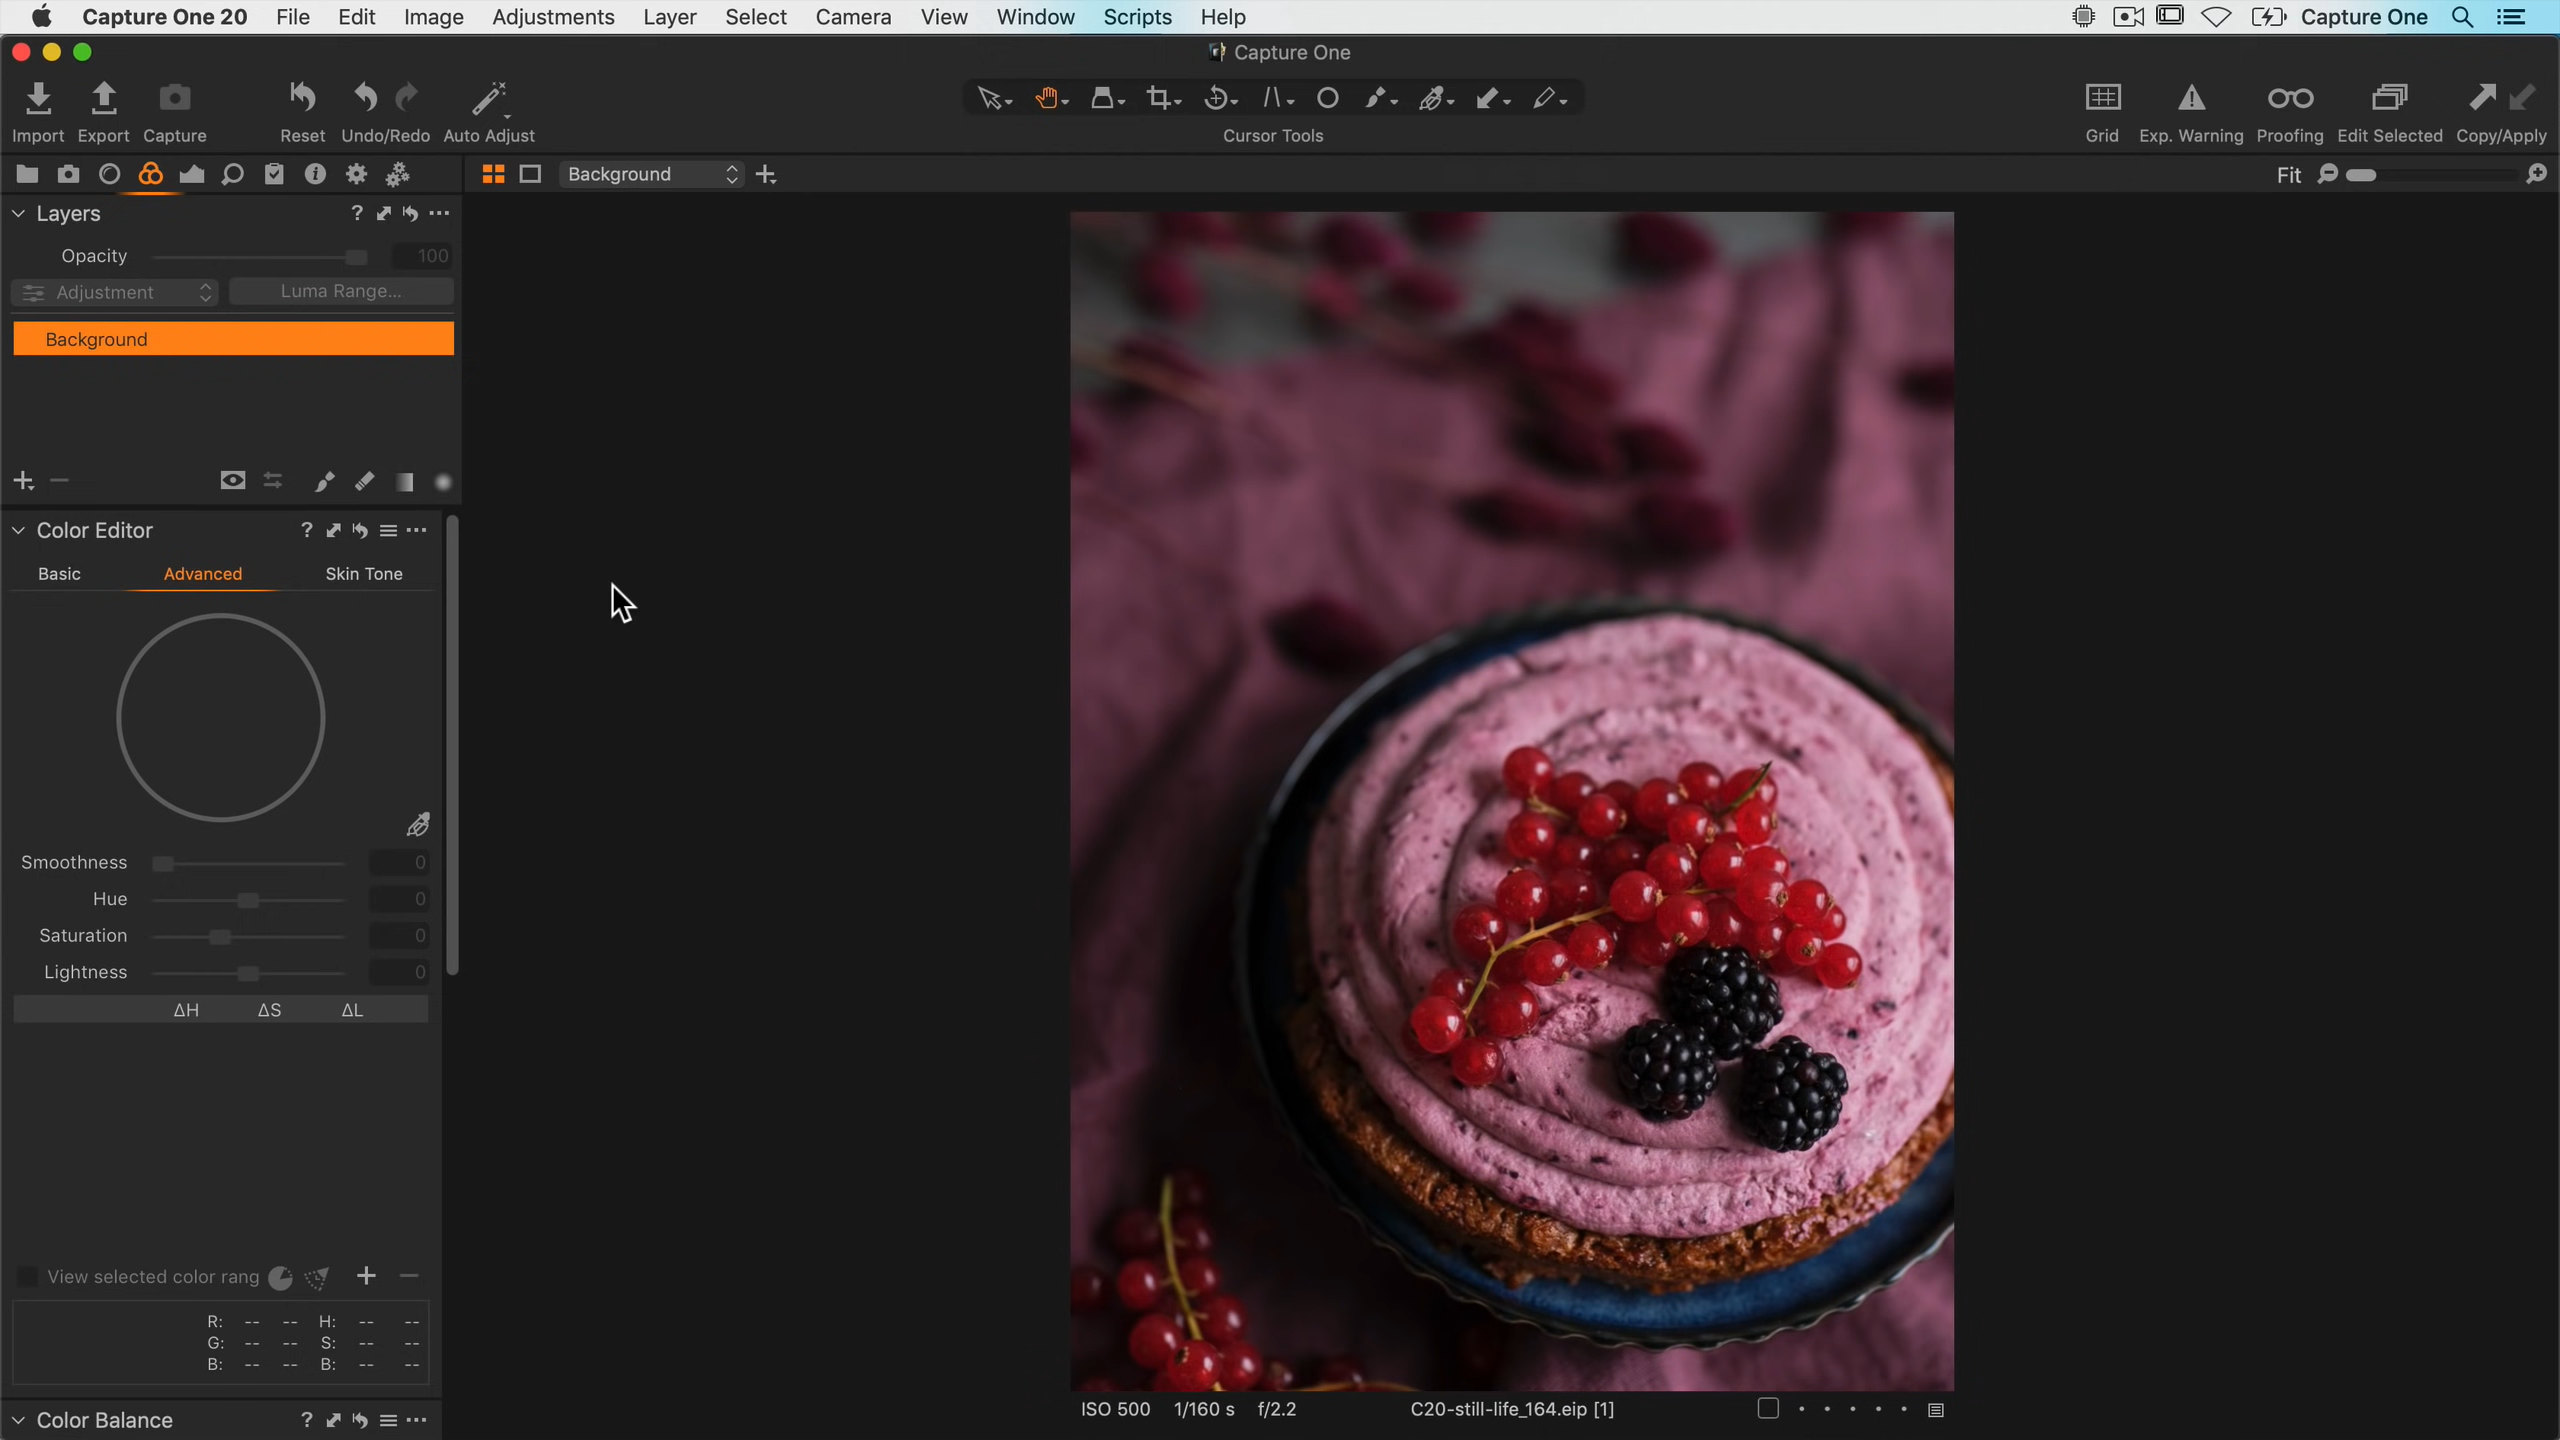 Capture One 20 File Edit Image Adjustments Layer Select Camera View Window Scripts Help Capture One
Capture One
Import Export Capture Reset Undo/Redo Auto Adjust Cursor Tools Grid Exp. Warning Proofing Edit Selected Copy/Apply
Background Fit
Layers ?
Opacity 100
Adjustment Luma Range...
Background
Color Editor ?
Basic Advanced Skin Tone
Smoothness 0
Hue 0
Saturation 0
Lightness 0
ΔH ΔS ΔL
View selected color rang
R: -- -- H: -- --
G: -- -- S: -- --
B: -- -- B: -- --
Color Balance ?
ISO 500 1/160 s f/2.2 C20-still-life_164.eip [1]